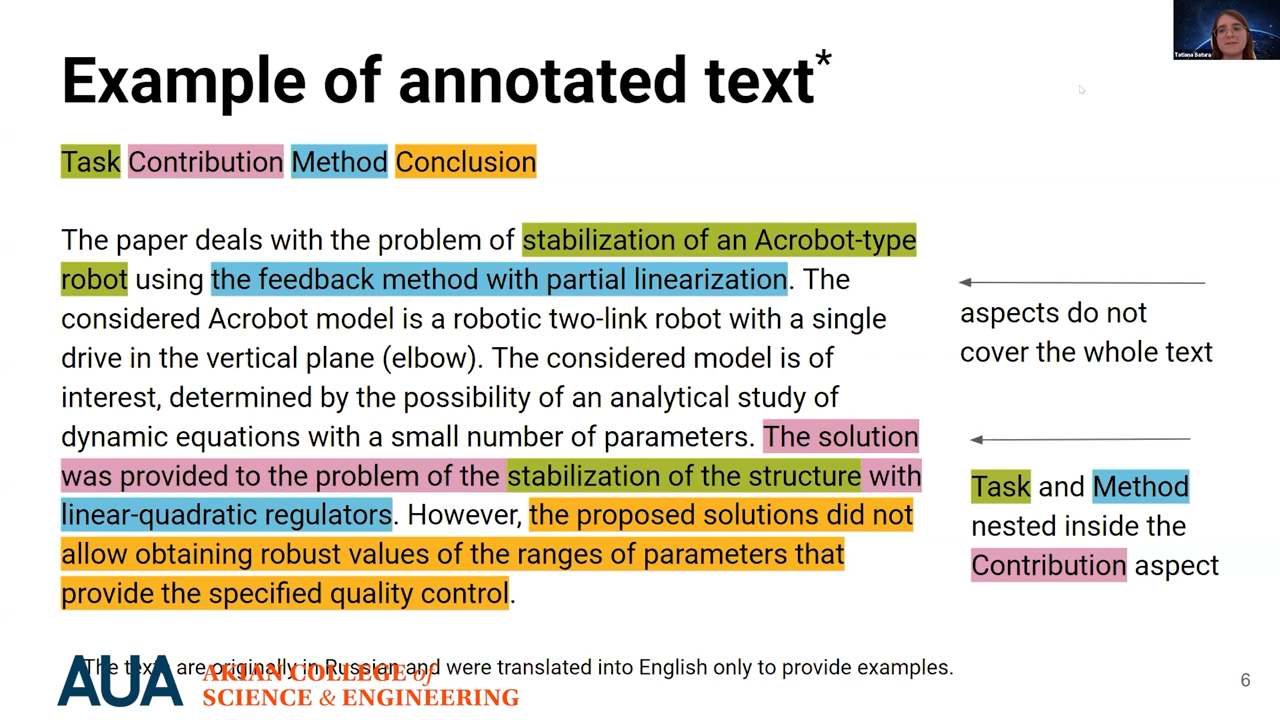 Tatiana Batura
Example of annotated text*
Task Contribution Method Conclusion
The paper deals with the problem of stabilization of an Acrobot-type
robot using the feedback method with partial linearization. The
considered Acrobot model is a robotic two-link robot with a single
drive in the vertical plane (elbow). The considered model is of
interest, determined by the possibility of an analytical study of
dynamic equations with a small number of parameters. The solution
was provided to the problem of the stabilization of the structure with
linear-quadratic regulators. However, the proposed solutions did not
allow obtaining robust values of the ranges of parameters that
provide the specified quality control.
aspects do not
cover the whole text
Task and Method
nested inside the
Contribution aspect
The texts are originally in Russian and were translated into English only to provide examples.
AUA
AKIAN COLLEGE of
SCIENCE & ENGINEERING
6